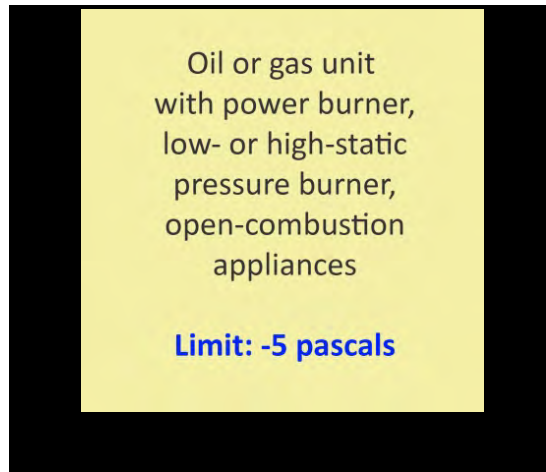 Oil or gas unit
with power burner,
low- or high-static
pressure burner,
open-combustion
appliances
Limit: -5 pascals